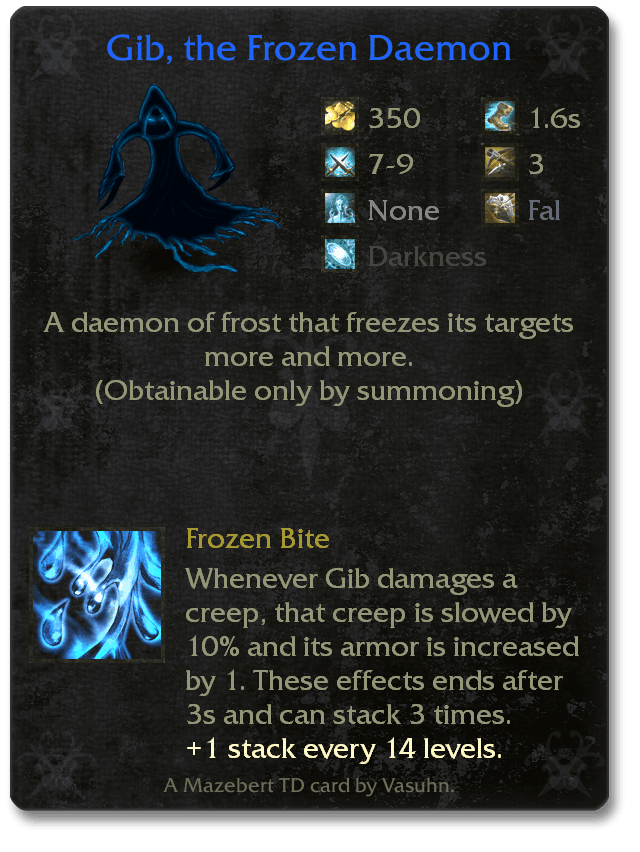 Gib, the Frozen Daemon
350 1.6s
7-9 3
None Fal
Darkness
A daemon of frost that freezes its targets
more and more.
(Obtainable only by summoning)
Frozen Bite
Whenever Gib damages a
creep, that creep is slowed by
10% and its armor is increased
by 1. These effects ends after
3s and can stack 3 times.
+1 stack every 14 levels.
A Mazebert TD card by Vasuhn.